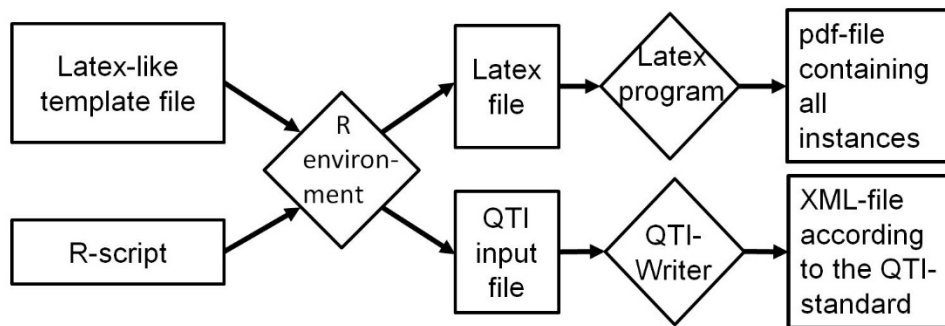 Latex-like
template file
R-script
R
environ-
ment
Latex
file
QTI
input
file
Latex
program
QTI-
Writer
pdf-file
containing
all
instances
XML-file
according
to the QTI-
standard